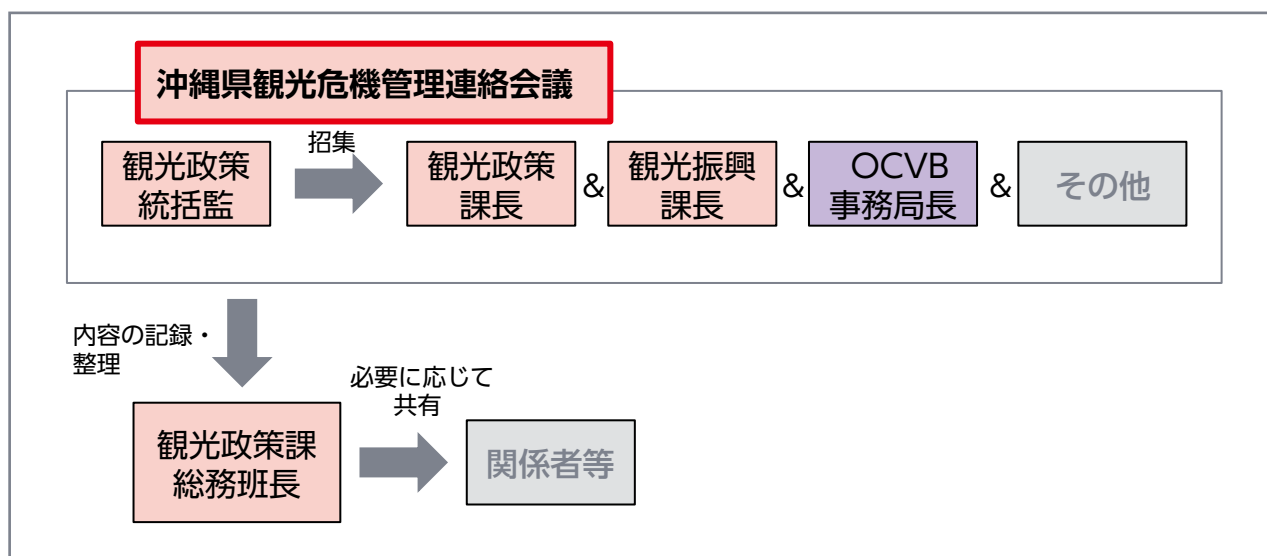 沖縄県観光危機管理連絡会議
観光政策
統括監
招集
観光政策
課長
&
観光振興
課長
&
OCVB
事務局長
&
その他
内容の記録・
整理
観光政策課
総務班長
必要に応じて
共有
関係者等